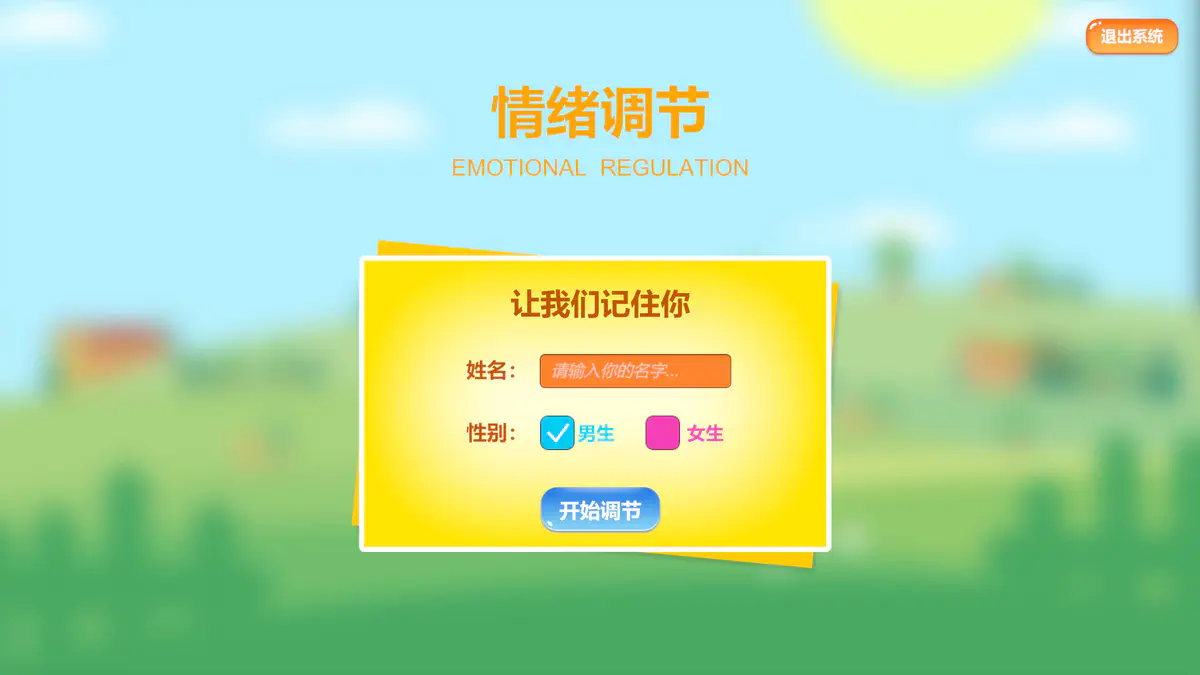 退出系统
情绪调节
EMOTIONAL REGULATION
让我们记住你
姓名：
请输入你的名字...
性别：
男生
女生
开始调节